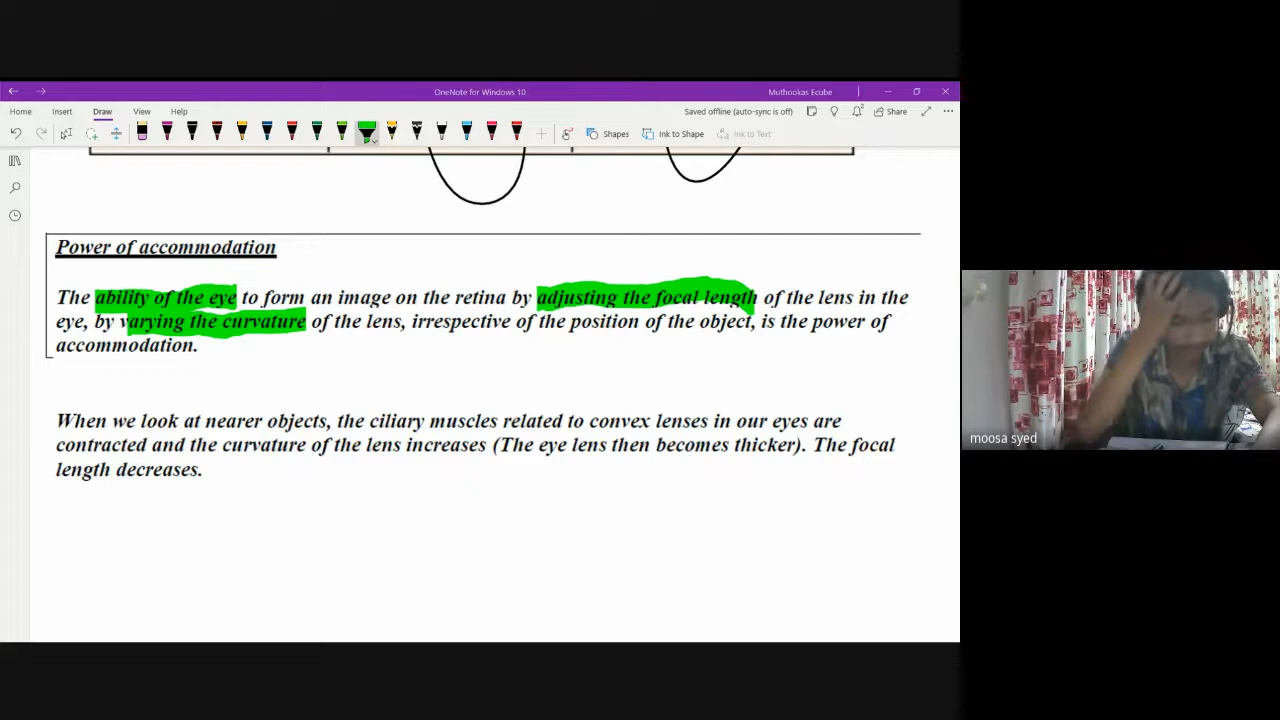 OneNote for Windows 10
Muthookas Ecube
Home Insert Draw View Help
Saved offline (auto-sync is off)
Share
Shapes
Ink to Shape
Ink to Text
Power of accommodation
The ability of the eye to form an image on the retina by adjusting the focal length of the lens in the
eye, by varying the curvature of the lens, irrespective of the position of the object, is the power of
accommodation.
When we look at nearer objects, the ciliary muscles related to convex lenses in our eyes are
contracted and the curvature of the lens increases (The eye lens then becomes thicker). The focal
length decreases.
moosa syed